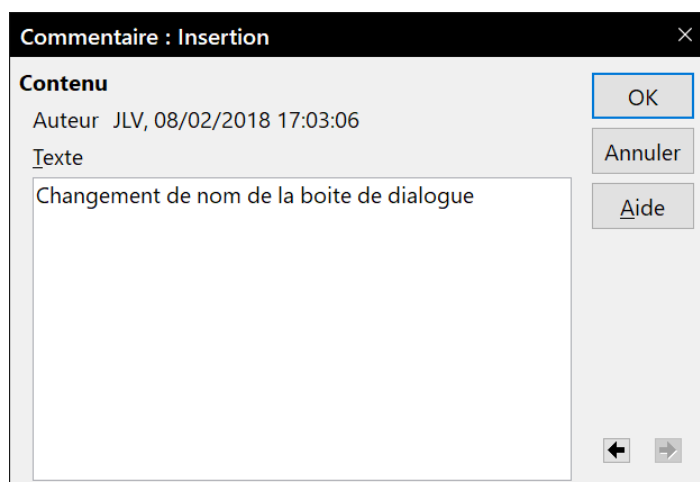 Commentaire : Insertion
Contenu
Auteur JLV, 08/02/2018 17:03:06
Texte
Changement de nom de la boite de dialogue
OK
Annuler
Aide